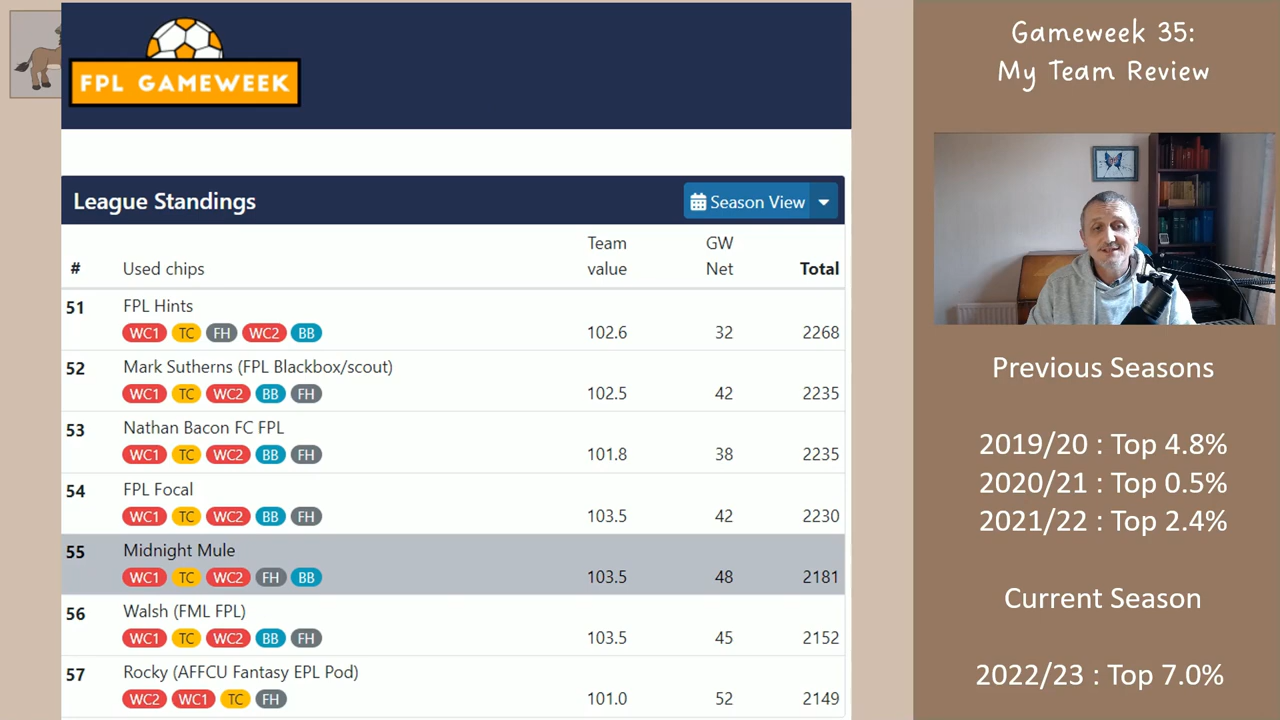 FPL GAMEWEEK
League Standings
Season View
# Used chips Team value GW Net Total
51 FPL Hints
WC1 TC FH WC2 BB 102.6 32 2268
52 Mark Sutherns (FPL Blackbox/scout)
WC1 TC WC2 BB FH 102.5 42 2235
53 Nathan Bacon FC FPL
WC1 TC WC2 BB FH 101.8 38 2235
54 FPL Focal
WC1 TC WC2 BB FH 103.5 42 2230
55 Midnight Mule
WC1 TC WC2 FH BB 103.5 48 2181
56 Walsh (FML FPL)
WC1 TC WC2 BB FH 103.5 45 2152
57 Rocky (AFFCU Fantasy EPL Pod)
WC2 WC1 TC FH 101.0 52 2149
Gameweek 35:
My Team Review
Previous Seasons
2019/20 : Top 4.8%
2020/21 : Top 0.5%
2021/22 : Top 2.4%
Current Season
2022/23 : Top 7.0%